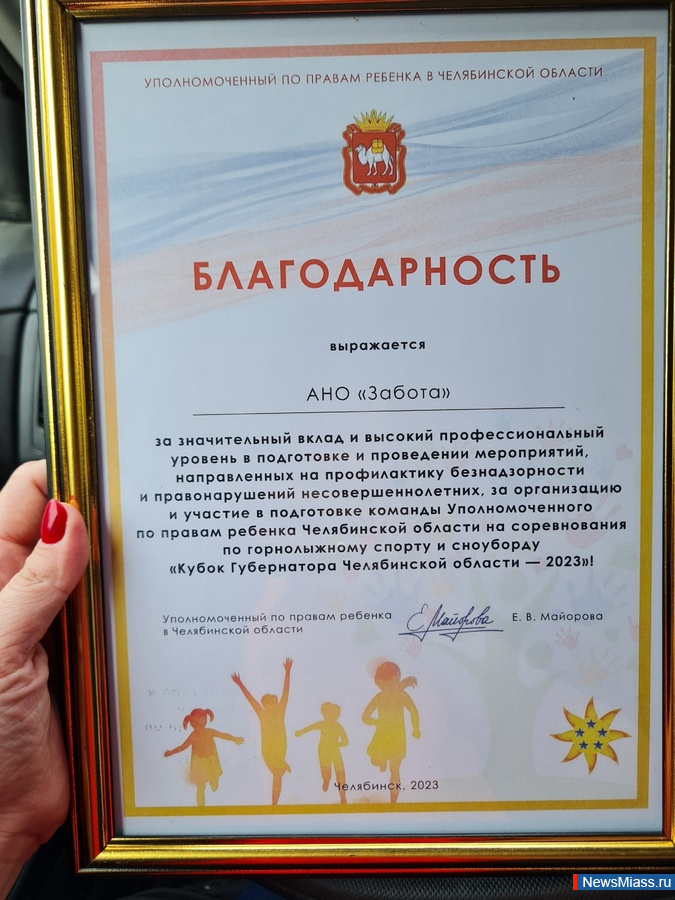 УПОЛНОМОЧЕННЫЙ ПО ПРАВАМ РЕБЕНКА В ЧЕЛЯБИНСКОЙ ОБЛАСТИ
БЛАГОДАРНОСТЬ
выражается
АНО «Забота»
за значительный вклад и высокий профессиональный
уровень в подготовке и проведении мероприятий,
направленных на профилактику безнадзорности
и правонарушений несовершеннолетних, за организацию
и участие в подготовке команды Уполномоченного
по правам ребенка Челябинской области на соревнования
по горнолыжному спорту и сноуборду
«Кубок Губернатора Челябинской области — 2023»!
Уполномоченный по правам ребенка
в Челябинской области
Е.Майорова
Е. В. Майорова
Челябинск, 2023
NewsMiass.ru